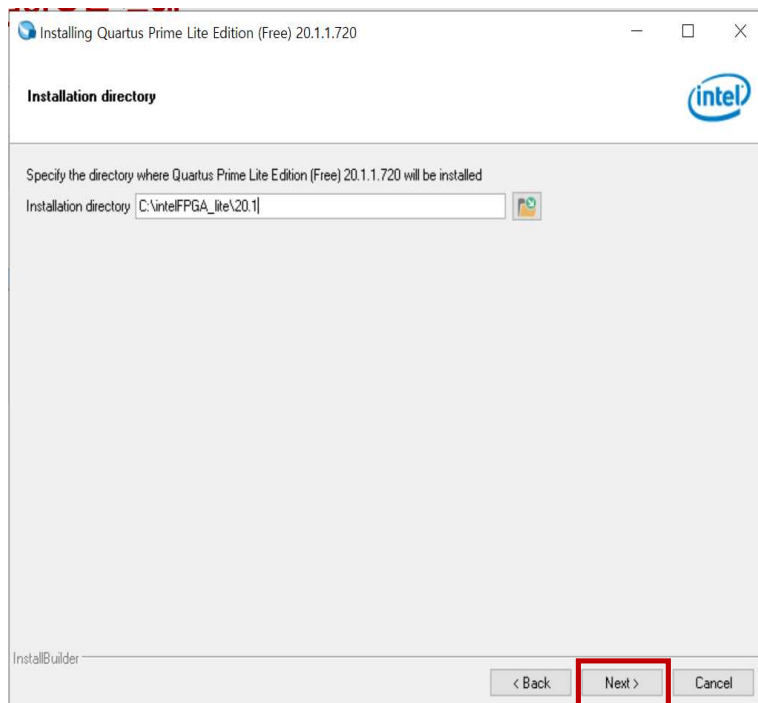 Installing Quartus Prime Lite Edition (Free) 20.1.1.720
Installation directory
intel
Specify the directory where Quartus Prime Lite Edition (Free) 20.1.1.720 will be installed
Installation directory C:\intelFPGA_lite\20.1
InstallBuilder
< Back Next > Cancel